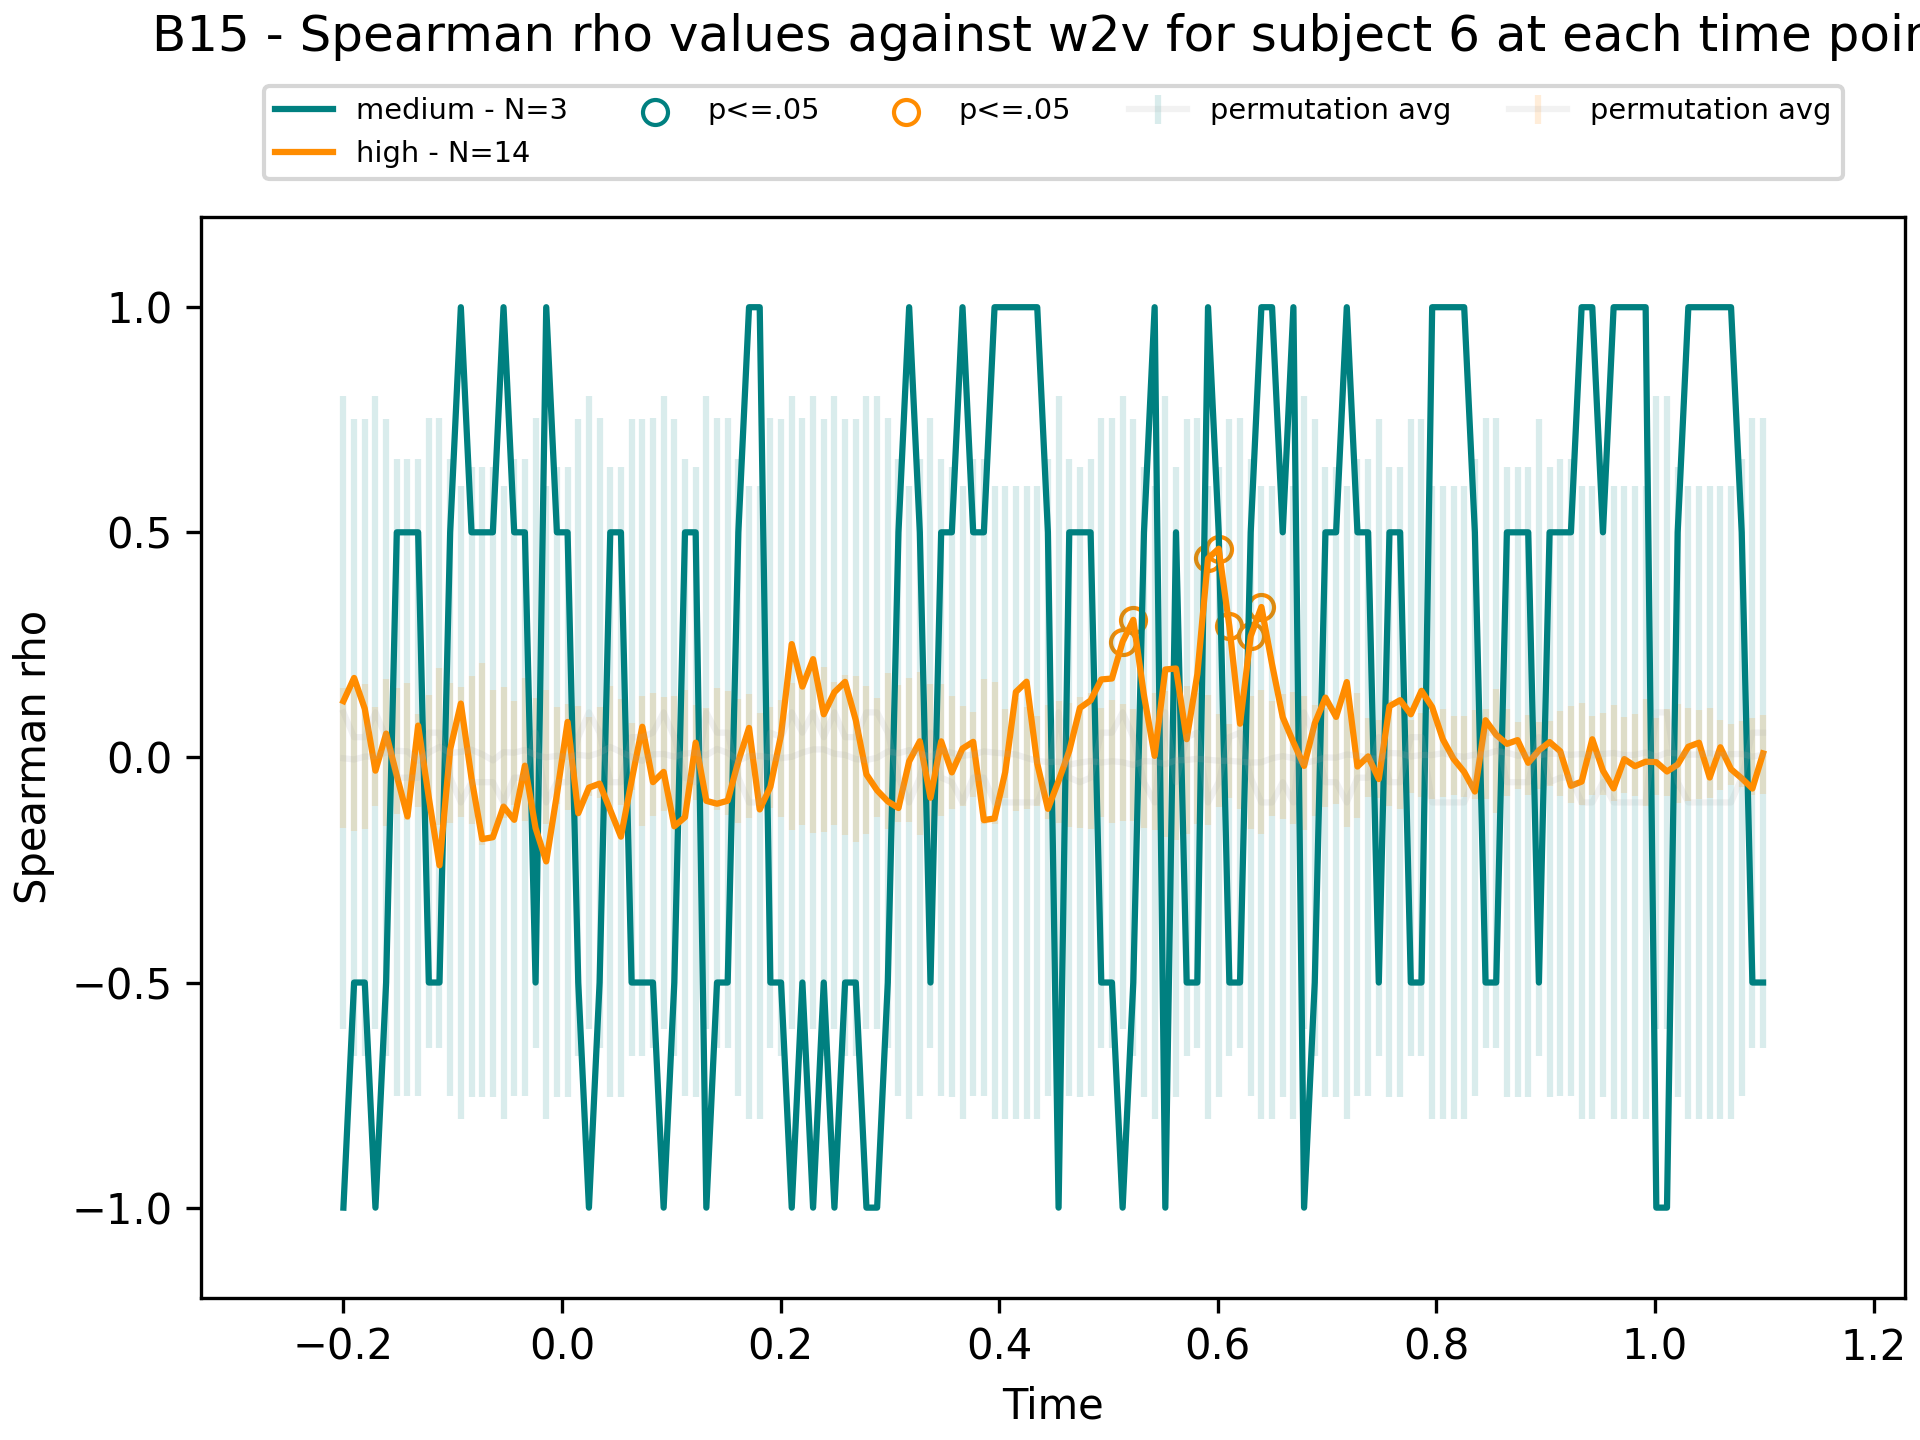 B15 - Spearman rho values against w2v for subject 6 at each time poin
medium - N=3
high - N=14
p<=.05
p<=.05
permutation avg
permutation avg
Spearman rho
1.0
0.5
0.0
−0.5
−1.0
−0.2 0.0 0.2 0.4 0.6 0.8 1.0 1.2
Time